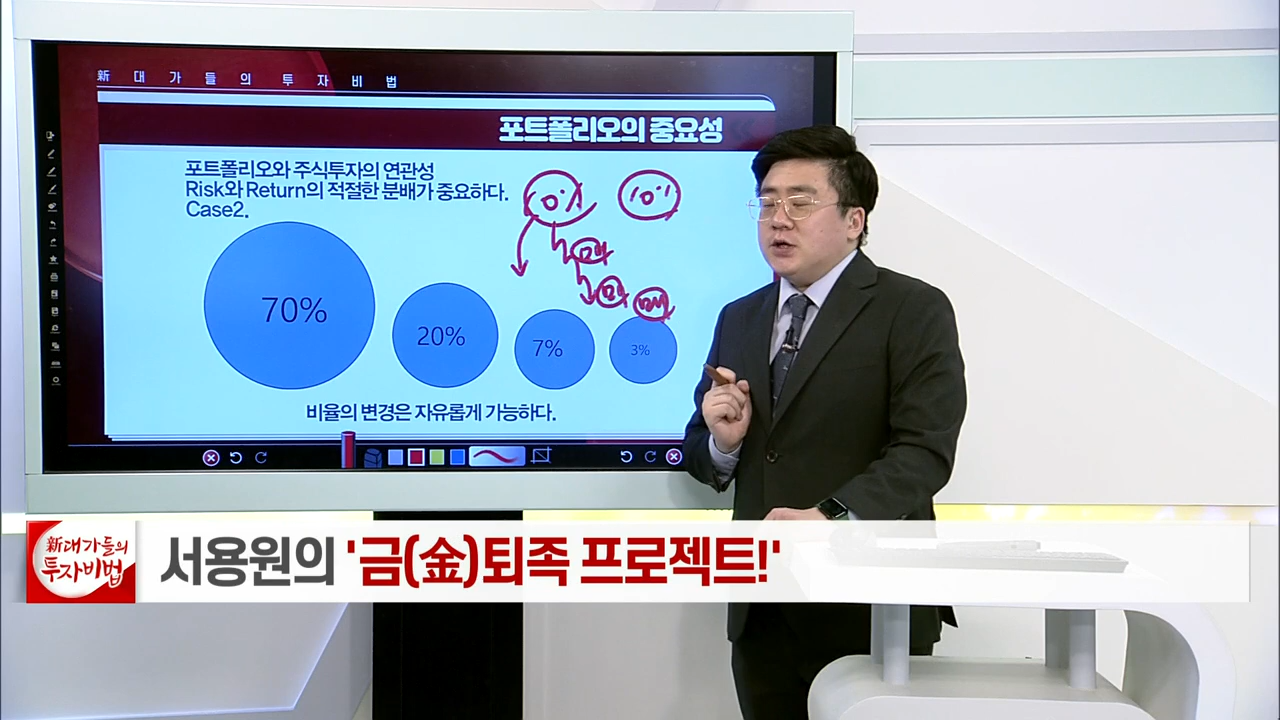 新 대 가 들 의 투 자 비 법
포트폴리오의 중요성
포트폴리오와 주식투자의 연관성
Risk와 Return의 적절한 분배가 중요하다.
Case2.
70%
20%
7%
3%
비율의 변경은 자유롭게 가능하다.
新대가들의
투자비법
서용원의 '금(金)퇴족 프로젝트!'